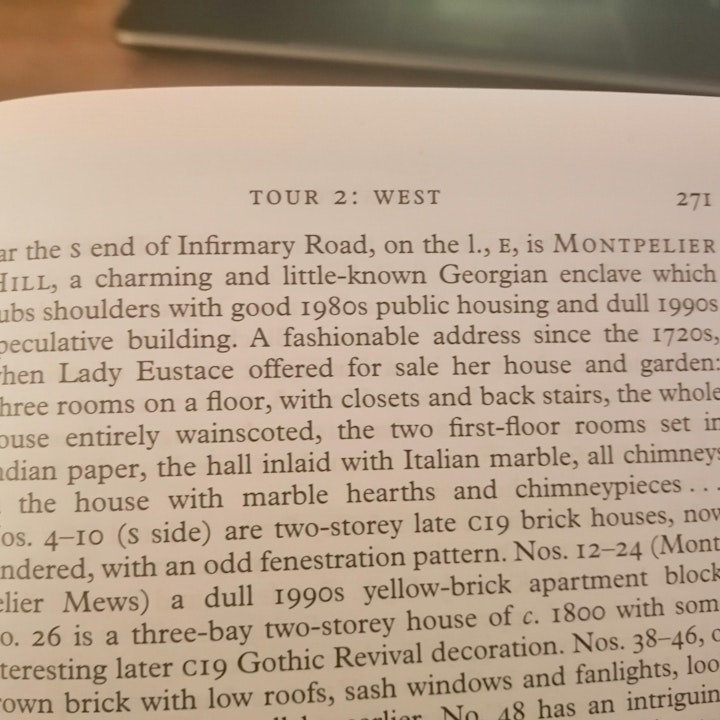 TOUR 2: WEST 271
ar the S end of Infirmary Road, on the l., E, is MONTPELIER
HILL, a charming and little-known Georgian enclave which
ubs shoulders with good 1980s public housing and dull 1990s
peculative building. A fashionable address since the 1720s,
hen Lady Eustace offered for sale her house and garden:
hree rooms on a floor, with closets and back stairs, the whole
ouse entirely wainscoted, the two first-floor rooms set in
ndian paper, the hall inlaid with Italian marble, all chimneys
the house with marble hearths and chimneypieces . . .
os. 4–10 (S side) are two-storey late C19 brick houses, now
ndered, with an odd fenestration pattern. Nos. 12–24 (Mont
elier Mews) a dull 1990s yellow-brick apartment block
o. 26 is a three-bay two-storey house of c. 1800 with som
teresting later C19 Gothic Revival decoration. Nos. 38–46, o
rown brick with low roofs, sash windows and fanlights, loo
earlier. No. 48 has an intriguin